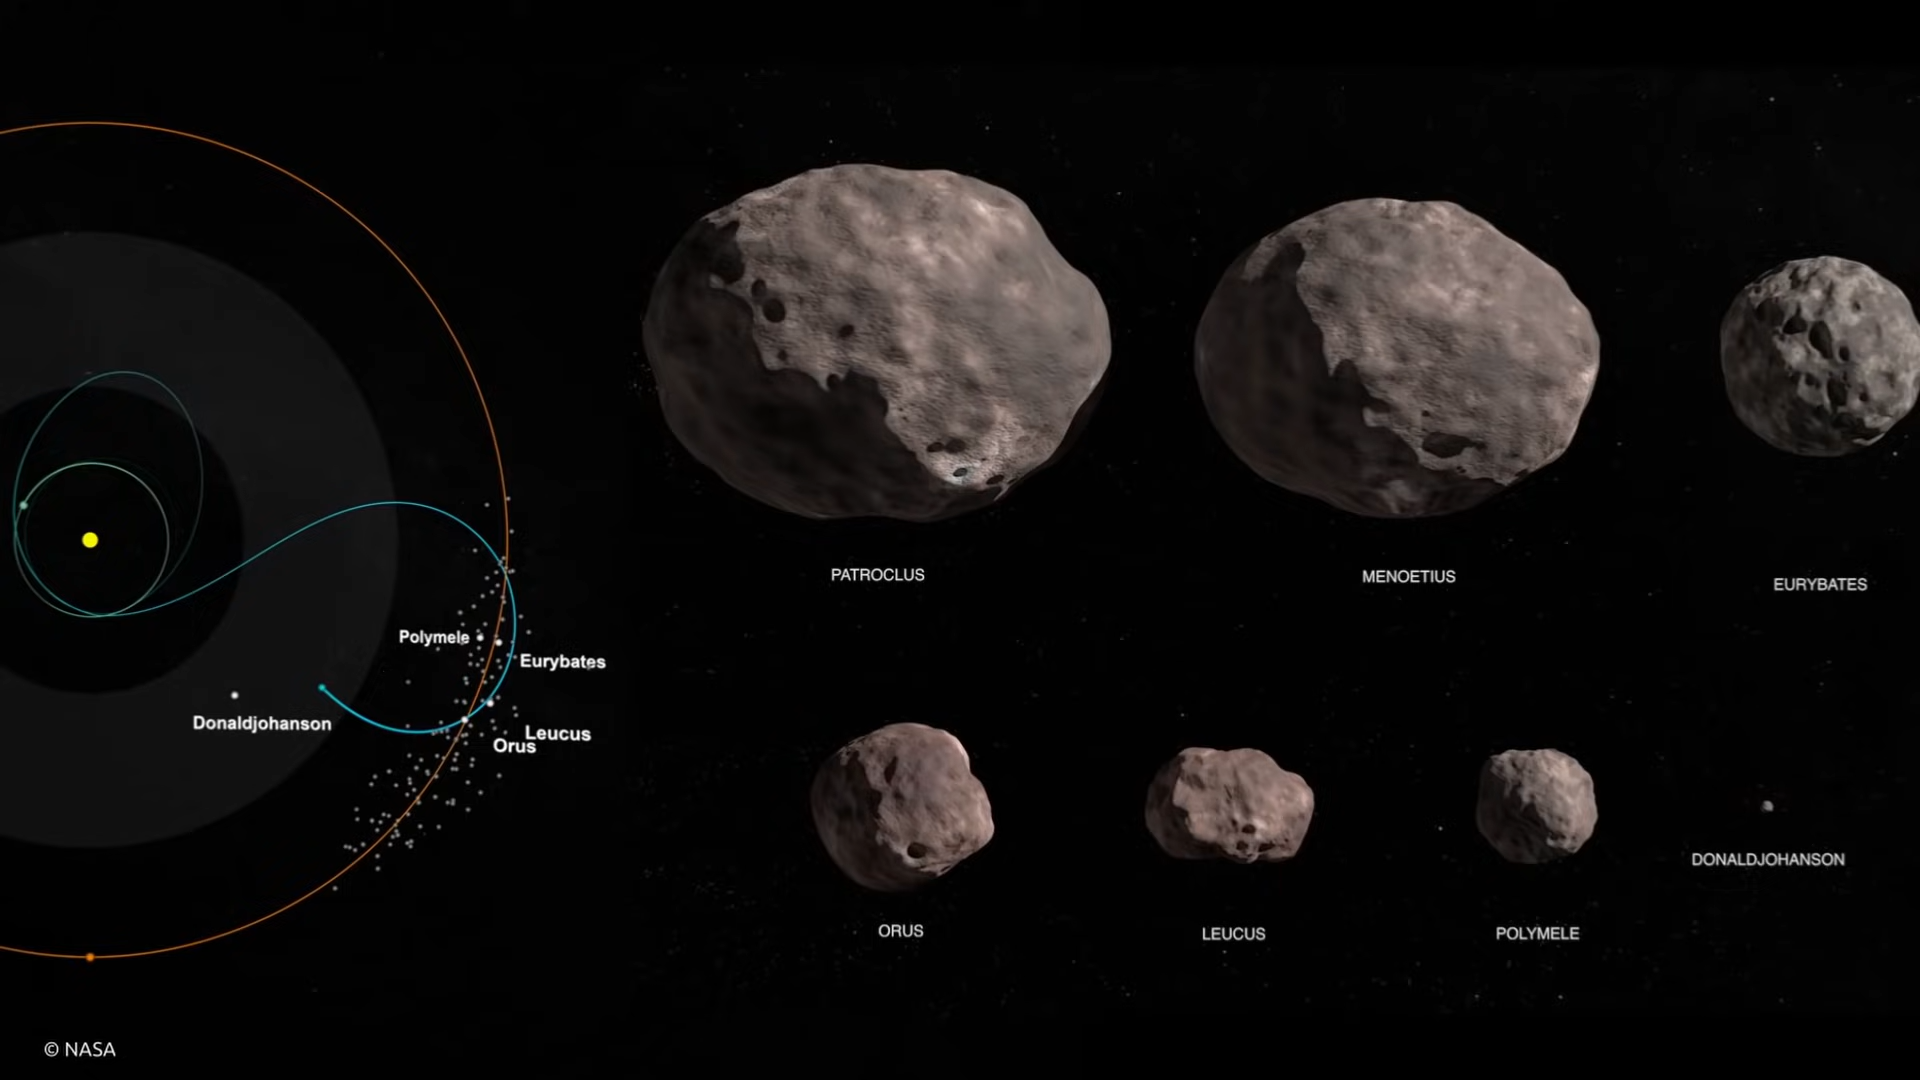 Polymele
Eurybates
Donaldjohanson
Leucus
Orus
PATROCLUS
MENOETIUS
EURYBATES
ORUS
LEUCUS
POLYMELE
DONALDJOHANSON
© NASA